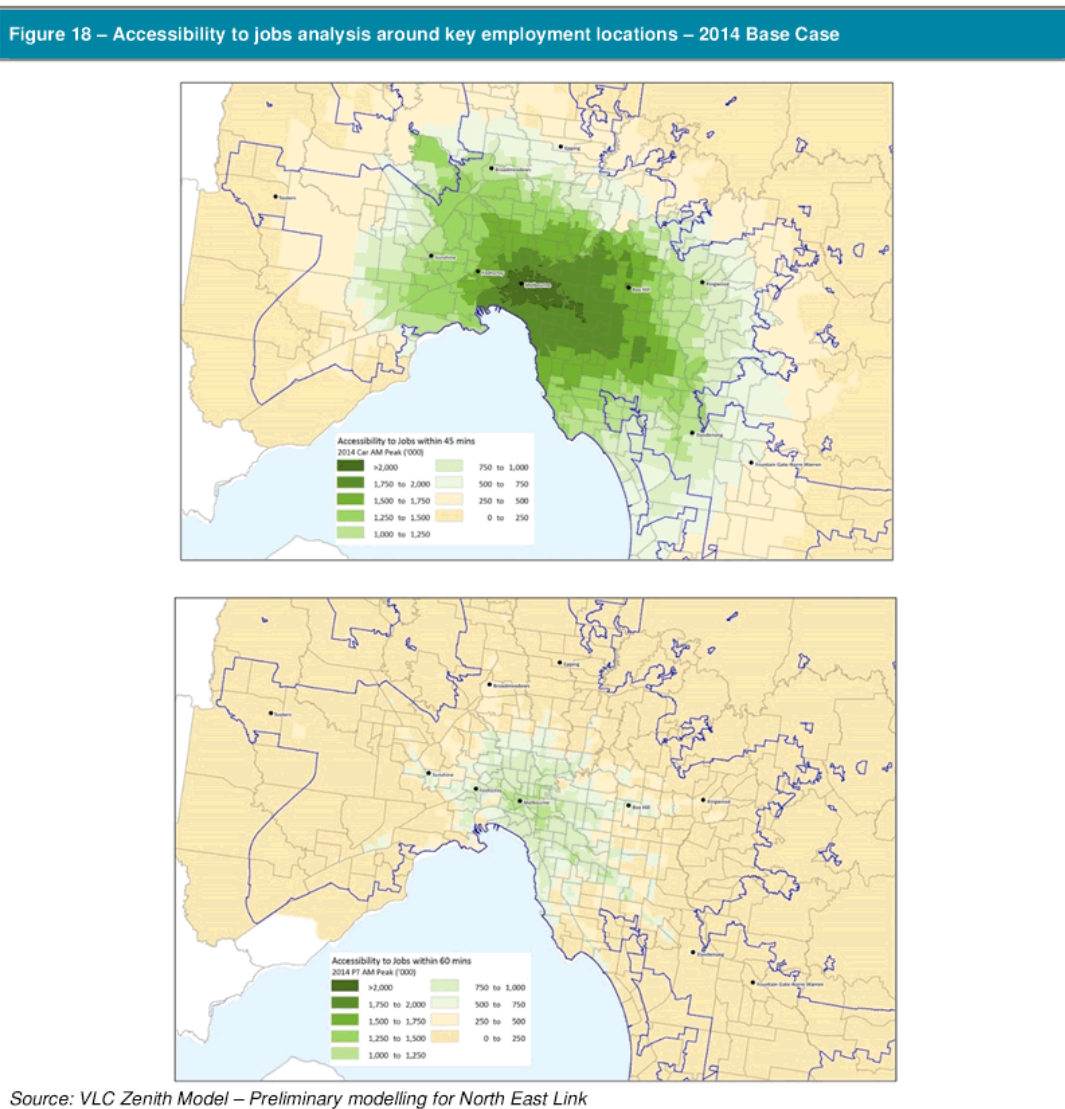 Figure 18 – Accessibility to jobs analysis around key employment locations – 2014 Base Case
Epping
Broadmeadows
Sunshine
Footscray
Melbourne
Box Hill
Ringwood
Dandenong
Fountain Gate-Narre Warren
Accessibility to Jobs within 45 mins
2014 Car AM Peak ('000)
>2,000
1,750 to 2,000
1,500 to 1,750
1,250 to 1,500
1,000 to 1,250
750 to 1,000
500 to 750
250 to 500
0 to 250
Epping
Broadmeadows
Sunshine
Footscray
Melbourne
Box Hill
Ringwood
Dandenong
Fountain Gate-Narre Warren
Accessibility to Jobs within 60 mins
2014 PT AM Peak ('000)
>2,000
1,750 to 2,000
1,500 to 1,750
1,250 to 1,500
1,000 to 1,250
750 to 1,000
500 to 750
250 to 500
0 to 250
Source: VLC Zenith Model – Preliminary modelling for North East Link